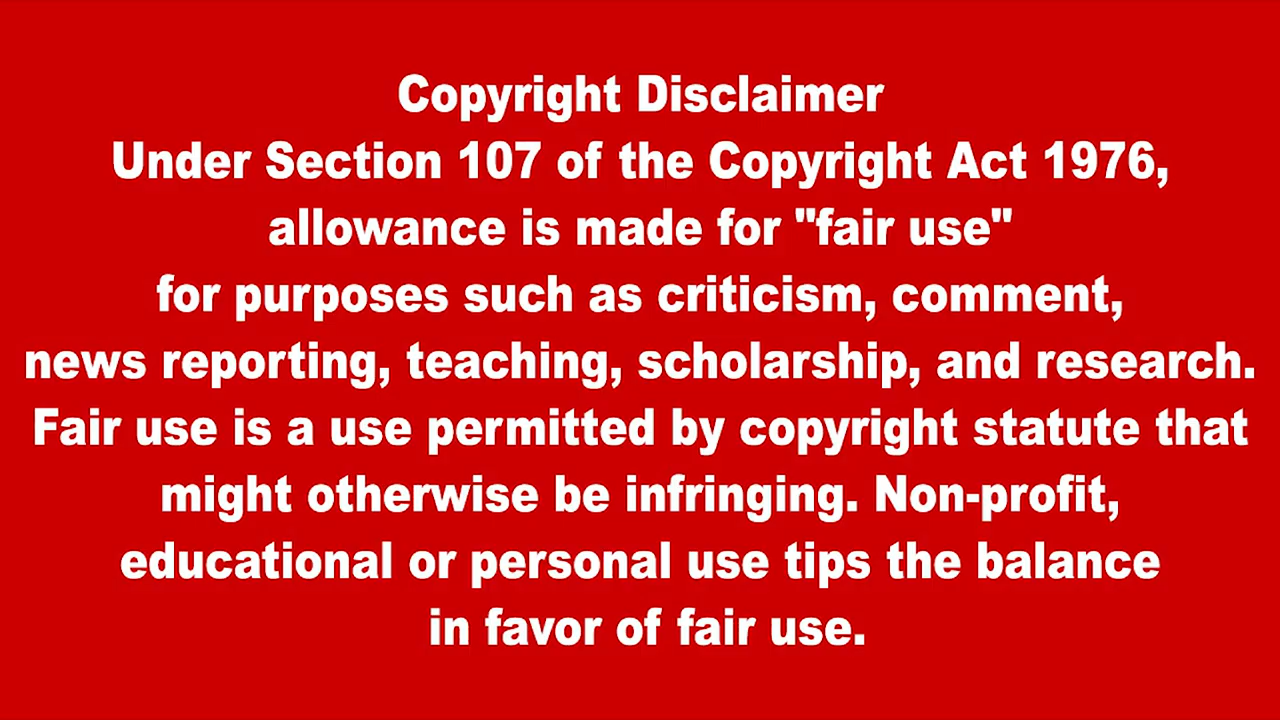 Copyright Disclaimer
Under Section 107 of the Copyright Act 1976,
allowance is made for "fair use"
for purposes such as criticism, comment,
news reporting, teaching, scholarship, and research.
Fair use is a use permitted by copyright statute that
might otherwise be infringing. Non-profit,
educational or personal use tips the balance
in favor of fair use.